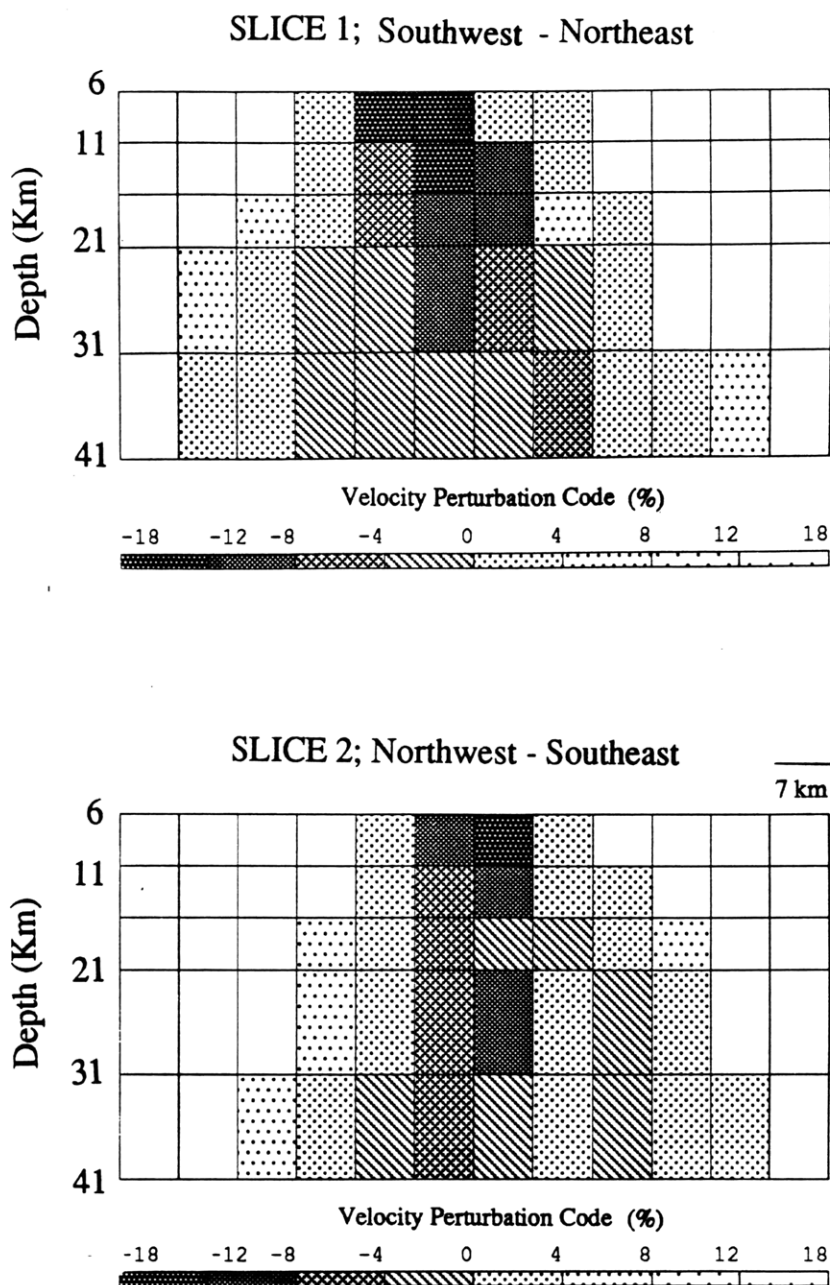 SLICE 1; Southwest - Northeast
6
11
21
31
41
Depth (Km)
Velocity Perturbation Code (%)
-18 -12 -8 -4 0 4 8 12 18
SLICE 2; Northwest - Southeast
7 km
6
11
21
31
41
Depth (Km)
Velocity Perturbation Code (%)
-18 -12 -8 -4 0 4 8 12 18